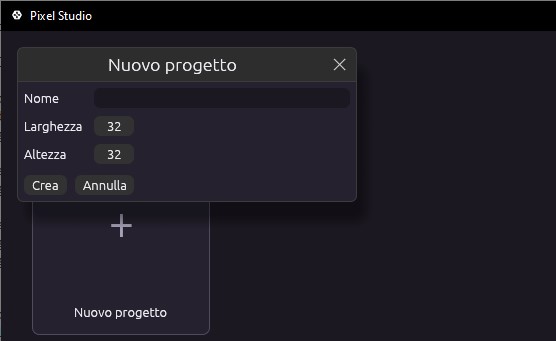 Pixel Studio
Nuovo progetto
Nome
Larghezza 32
Altezza 32
Crea Annulla
Nuovo progetto